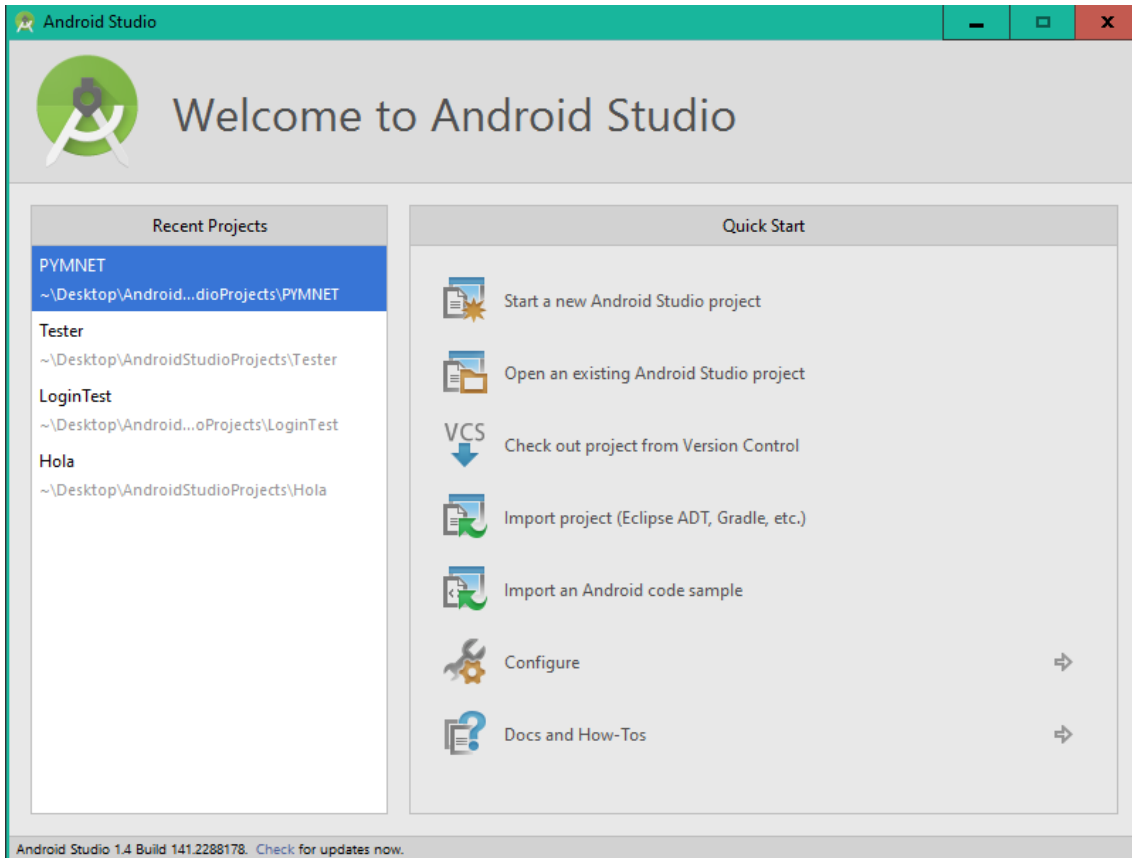 Android Studio
Welcome to Android Studio
Recent Projects
PYMNET
~\Desktop\Android...dioProjects\PYMNET
Tester
~\Desktop\AndroidStudioProjects\Tester
LoginTest
~\Desktop\Android...oProjects\LoginTest
Hola
~\Desktop\AndroidStudioProjects\Hola
Quick Start
Start a new Android Studio project
Open an existing Android Studio project
VCS
Check out project from Version Control
Import project (Eclipse ADT, Gradle, etc.)
Import an Android code sample
Configure
Docs and How-Tos
Android Studio 1.4 Build 141.2288178. Check for updates now.